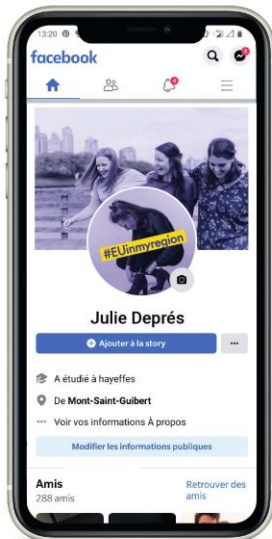 13:20
facebook
#EUinmyregion
Julie Deprés
Ajouter à la story
A étudié à hayeffes
De Mont-Saint-Guibert
Voir vos informations À propos
Modifier les informations publiques
Amis
288 amis
Retrouver des
amis